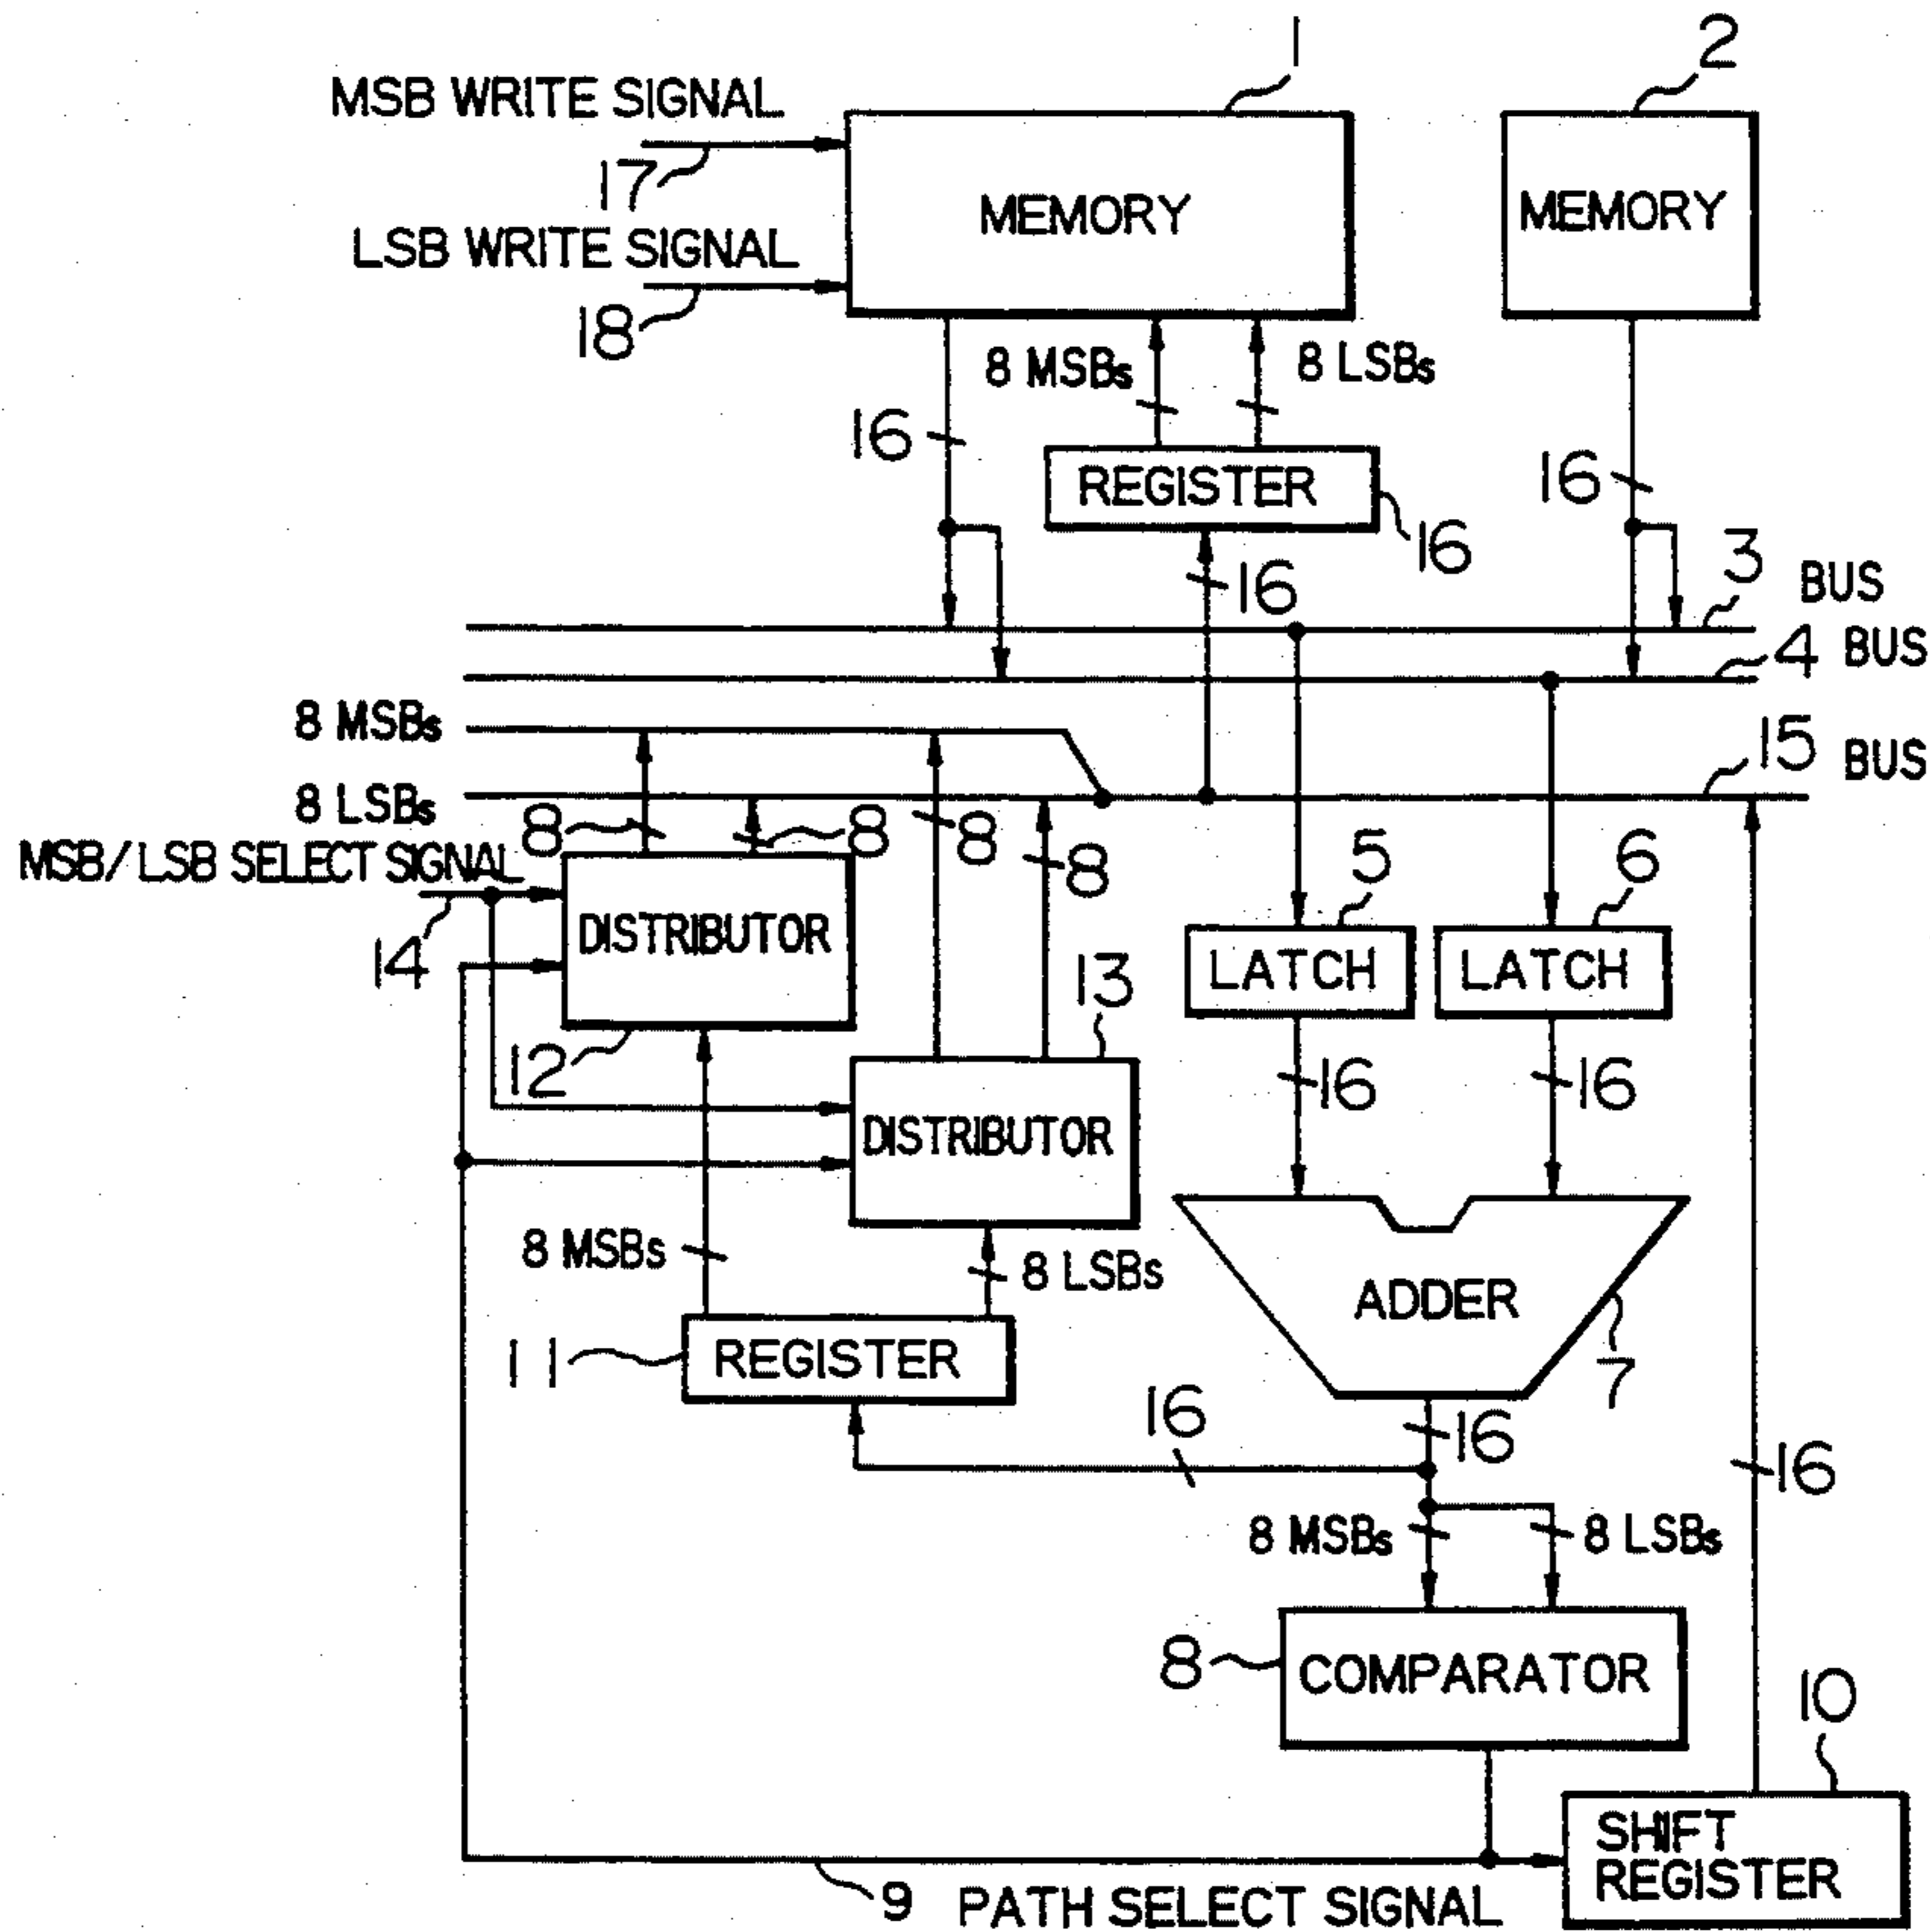 1
2
MSB WRITE SIGNAL
17
MEMORY
MEMORY
LSB WRITE SIGNAL
18
8 MSBs
8 LSBs
16
REGISTER
16
16
16
3 BUS
4 BUS
8 MSBs
15 BUS
8 LSBs
8
8
8
8
MSB/LSB SELECT SIGNAL
5
6
14
DISTRIBUTOR
13
LATCH
LATCH
12
16
16
DISTRIBUTOR
8 MSBs
8 LSBs
ADDER
11
REGISTER
7
16
16
16
8 MSBs
8 LSBs
8
COMPARATOR
10
SHIFT
REGISTER
9
PATH SELECT SIGNAL